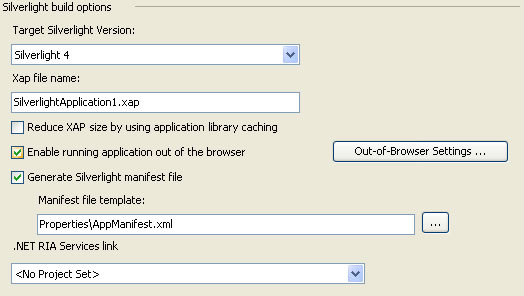 Silverlight build options
Target Silverlight Version:
Silverlight 4
Xap file name:
SilverlightApplication1.xap
Reduce XAP size by using application library caching
Enable running application out of the browser
Out-of-Browser Settings ...
Generate Silverlight manifest file
Manifest file template:
Properties\AppManifest.xml
...
.NET RIA Services link
<No Project Set>